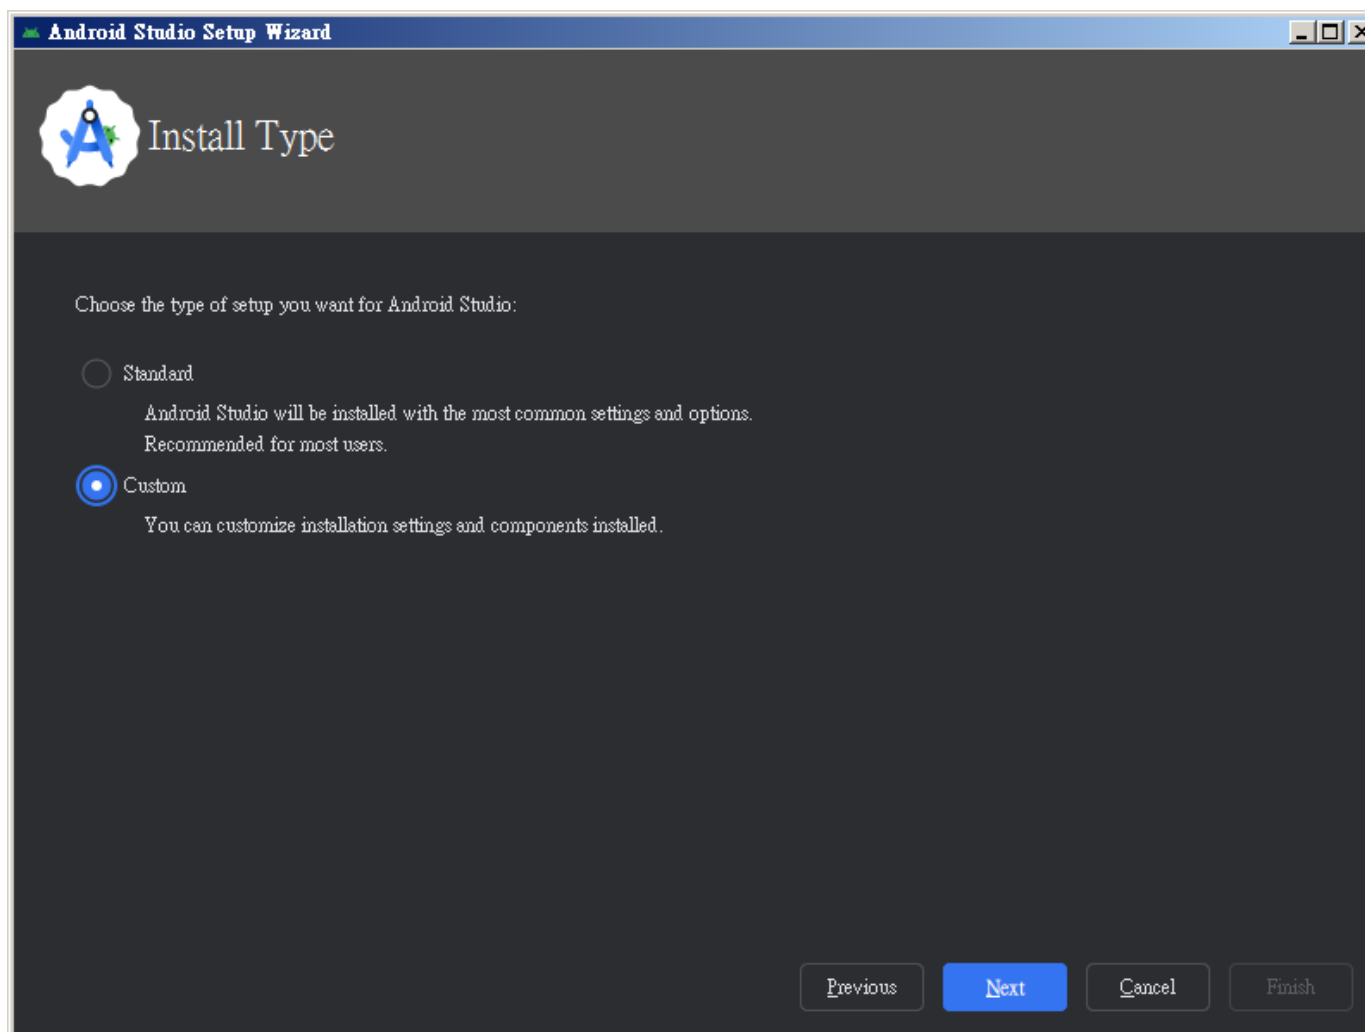 Android Studio Setup Wizard
Install Type
Choose the type of setup you want for Android Studio:
Standard
Android Studio will be installed with the most common settings and options.
Recommended for most users.
Custom
You can customize installation settings and components installed.
Previous
Next
Cancel
Finish